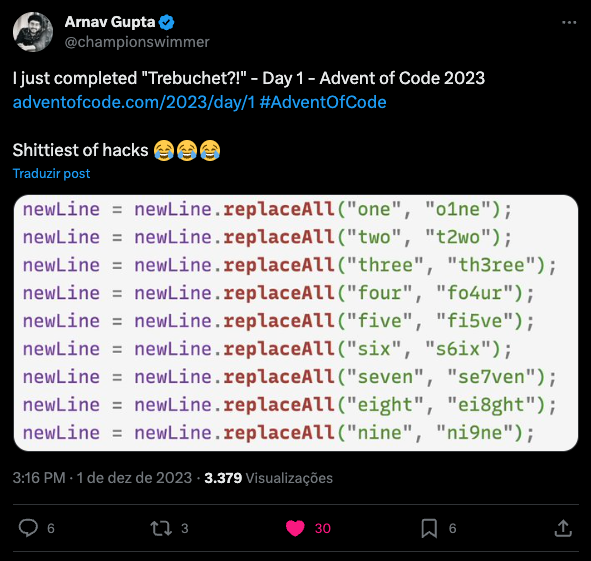 Arnav Gupta
@championswimmer
I just completed "Trebuchet?!" - Day 1 - Advent of Code 2023
adventofcode.com/2023/day/1 #AdventOfCode
Shittiest of hacks 😂😂😂
Traduzir post
newLine = newLine.replaceAll("one", "o1ne");
newLine = newLine.replaceAll("two", "t2wo");
newLine = newLine.replaceAll("three", "th3ree");
newLine = newLine.replaceAll("four", "fo4ur");
newLine = newLine.replaceAll("five", "fi5ve");
newLine = newLine.replaceAll("six", "s6ix");
newLine = newLine.replaceAll("seven", "se7ven");
newLine = newLine.replaceAll("eight", "ei8ght");
newLine = newLine.replaceAll("nine", "ni9ne");
3:16 PM · 1 de dez de 2023 · 3.379 Visualizações
6 3 30 6